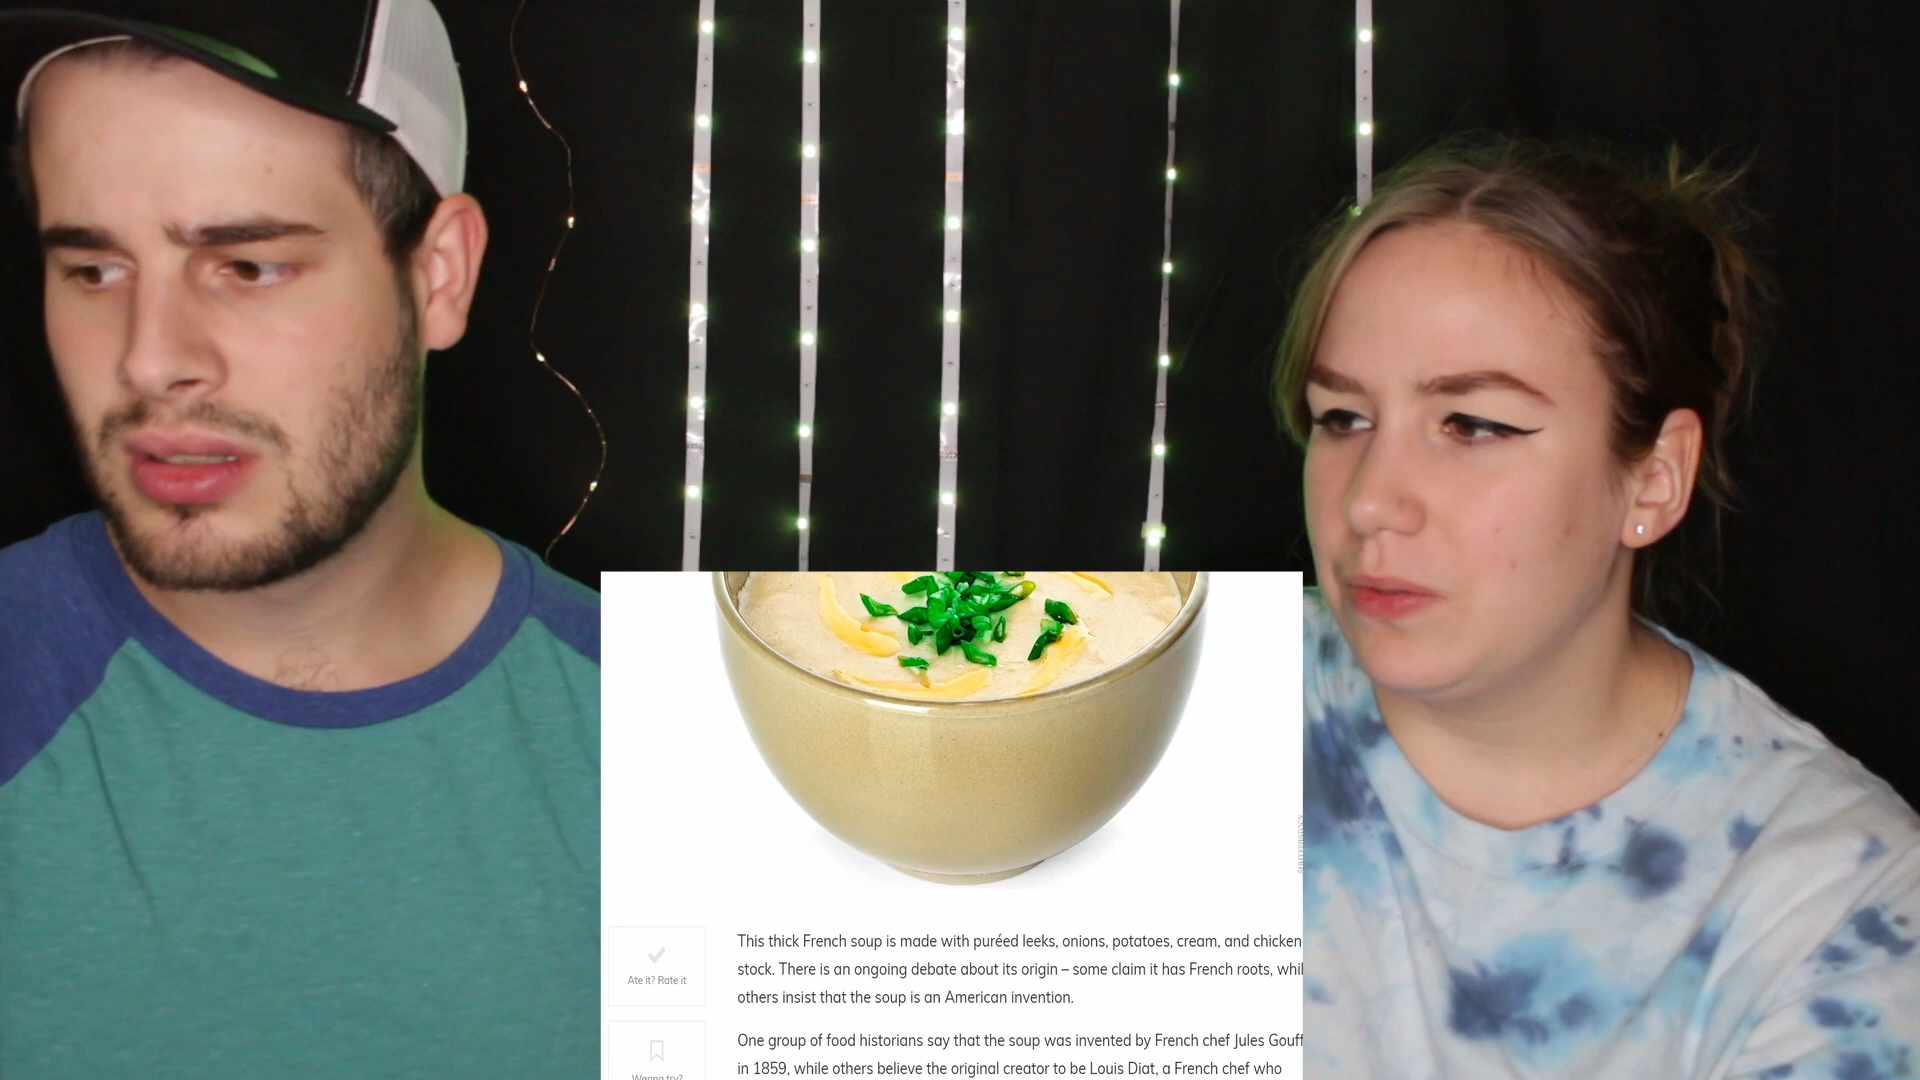 SHUTTERSTOCK
This thick French soup is made with puréed leeks, onions, potatoes, cream, and chicken
stock. There is an ongoing debate about its origin – some claim it has French roots, whil
others insist that the soup is an American invention.
Ate it? Rate it
One group of food historians say that the soup was invented by French chef Jules Gouff
in 1859, while others believe the original creator to be Louis Diat, a French chef who
Wanna try?